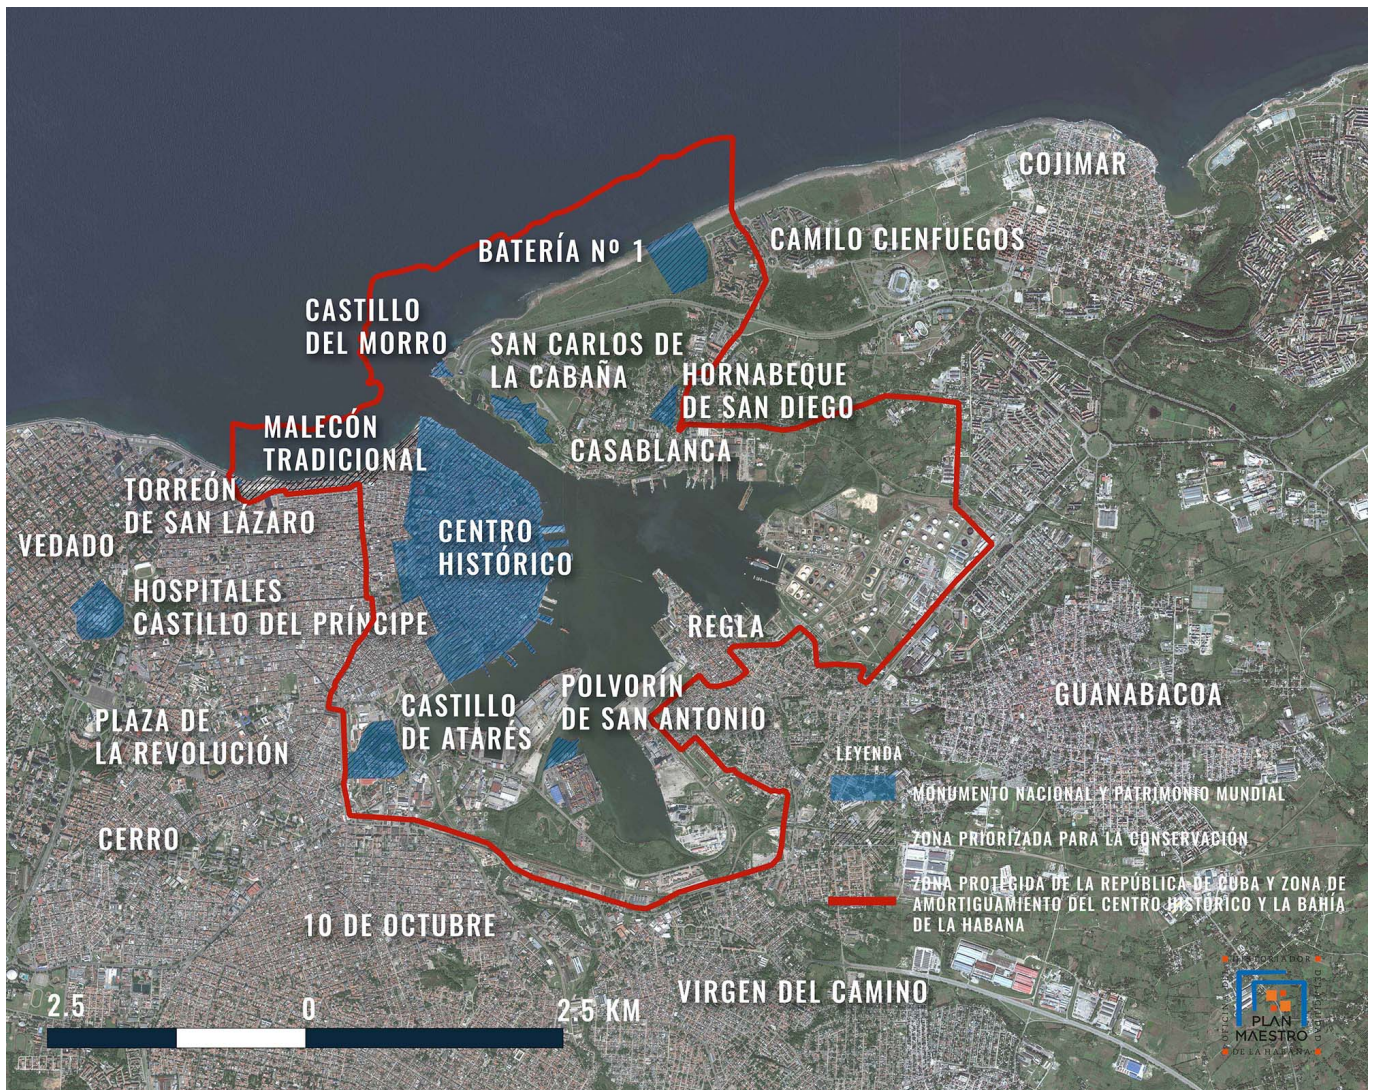 COJIMAR
BATERÍA Nº 1
CAMILO CIENFUEGOS
CASTILLO
DEL MORRO
SAN CARLOS DE
LA CABAÑA
HORNABEQUE
DE SAN DIEGO
MALECÓN
TRADICIONAL
CASABLANCA
TORREÓN
DE SAN LÁZARO
VEDADO
CENTRO
HISTÓRICO
HOSPITALES
CASTILLO DEL PRÍNCIPE
REGLA
POLVORÍN
DE SAN ANTONIO
GUANABACOA
CASTILLO
DE ATARÉS
PLAZA DE
LA REVOLUCIÓN
LEYENDA
MONUMENTO NACIONAL Y PATRIMONIO MUNDIAL
CERRO
ZONA PRIORIZADA PARA LA CONSERVACIÓN
ZONA PROTEGIDA DE LA REPÚBLICA DE CUBA Y ZONA DE
AMORTIGUAMIENTO DEL CENTRO HISTÓRICO Y LA BAHÍA
DE LA HABANA
10 DE OCTUBRE
VIRGEN DEL CAMINO
2.5 0 2.5 KM
HISTORIADOR
PLAN
MAESTRO
DE LA HABANA